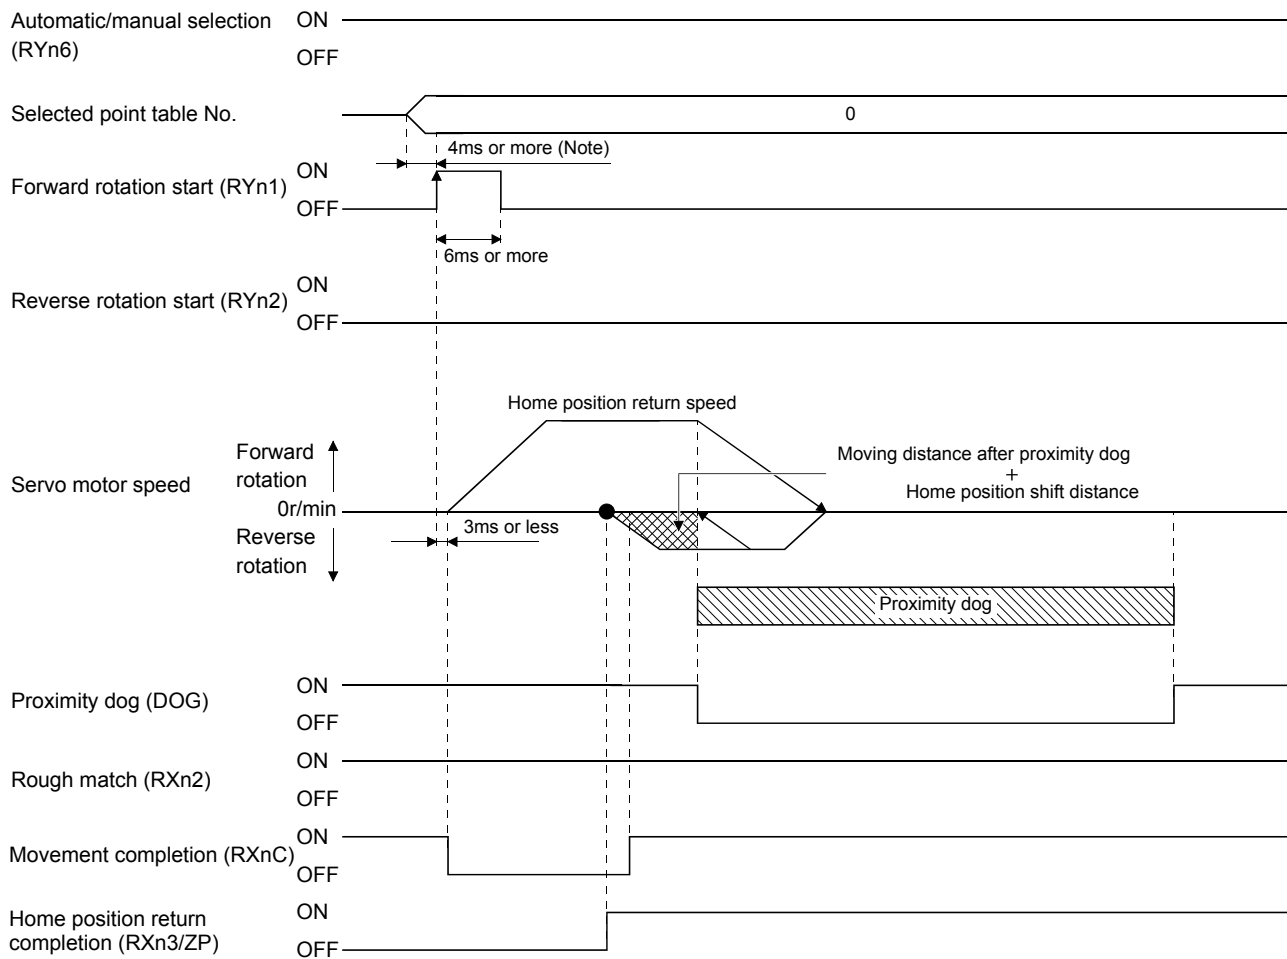 Automatic/manual selection
(RYn6)
ON
OFF
Selected point table No.
0
4ms or more (Note)
Forward rotation start (RYn1)
ON
OFF
6ms or more
Reverse rotation start (RYn2)
ON
OFF
Home position return speed
Servo motor speed
Forward
rotation
0r/min
Reverse
rotation
3ms or less
Moving distance after proximity dog
+
Home position shift distance
Proximity dog
Proximity dog (DOG)
ON
OFF
Rough match (RXn2)
ON
OFF
Movement completion (RXnC)
ON
OFF
Home position return
completion (RXn3/ZP)
ON
OFF